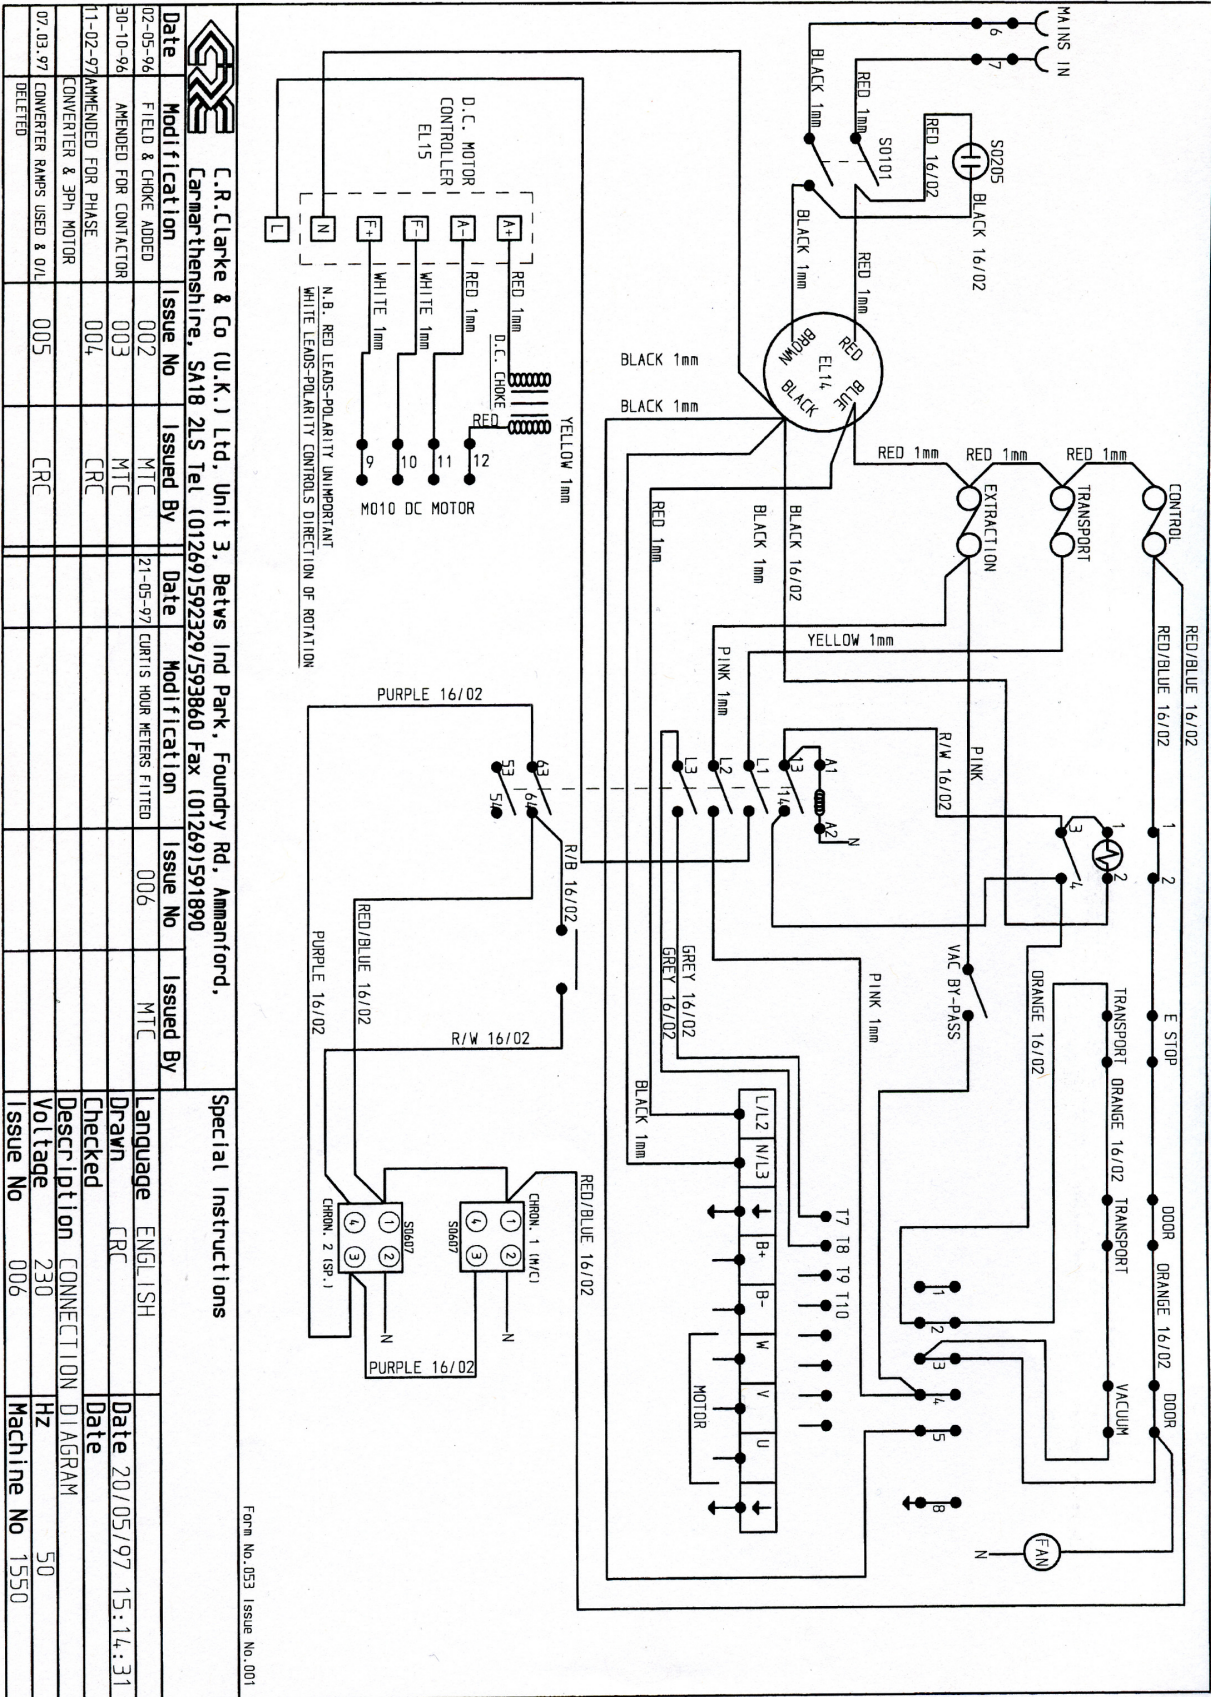 MAINS IN
6
7
BLACK 1mm
RED 1mm
S0101
RED 16/02
S0205
BLACK 16/02
BLACK 1mm
RED 1mm
EL14
RED
BROWN
BLUE
BLACK
RED 1mm
RED 1mm
RED 1mm
EXTRACTION
TRANSPORT
CONTROL
RED/BLUE 16/02
RED/BLUE 16/02
BLACK 1mm
BLACK 1mm
RED 1mm
BLACK 1mm
BLACK 16/02
YELLOW 1mm
PINK 1mm
PINK
R/W 16/02
D.C. MOTOR
CONTROLLER
EL15
A+
A-
F-
F+
N
L
RED 1mm
RED 1mm
WHITE 1mm
WHITE 1mm
D.C. CHOKE
RED
YELLOW 1mm
9
10
11
12
M010 DC MOTOR
N.B. RED LEADS-POLARITY UNIMPORTANT
WHITE LEADS-POLARITY CONTROLS DIRECTION OF ROTATION
PURPLE 16/02
53
54
63
64
L3
L2
L1
13
14
A1
A2
N
1
2
3
4
1
2
R/B 16/02
RED/BLUE 16/02
PURPLE 16/02
R/W 16/02
GREY 16/02
GREY 16/02
PINK 1mm
VAC BY-PASS
ORANGE 16/02
TRANSPORT
ORANGE 16/02
TRANSPORT
VACUUM
E STOP
DOOR
ORANGE 16/02
DOOR
BLACK 1mm
L/L2
N/L3
B+
B-
W
V
U
MOTOR
T7 T8 T9 T10
1
2
3
4
5
8
FAN
N
RED/BLUE 16/02
CHRON. 1 (M/C)
S0607
1
2
3
4
N
S0607
CHRON. 2 (SP.)
1
2
3
4
N
PURPLE 16/02
Form No.053 Issue No.001
CRC
C.R.Clarke & Co (U.K.) Ltd, Unit 3, Betws Ind Park, Foundry Rd, Ammanford,
Carmarthenshire, SA18 2LS Tel (01269)592329/593860 Fax (01269)591890
Date Modification Issue No Issued By Date Modification Issue No Issued By
02-05-96 FIELD & CHOKE ADDED 002 MTC 21-05-97 CURTIS HOUR METERS FITTED 006 MTC
30-10-96 AMENDED FOR CONTACTOR 003 MTC
11-02-97 AMMENDED FOR PHASE 004 CRC
CONVERTER & 3Ph MOTOR
07.03.97 CONVERTER RAMPS USED & O/L 005 CRC
DELETED
Special Instructions
Language ENGLISH
Drawn CRC Date 20/05/97 15:14:31
Checked Date
Description CONNECTION DIAGRAM
Voltage 230 Hz 50
Issue No 006 Machine No 1550